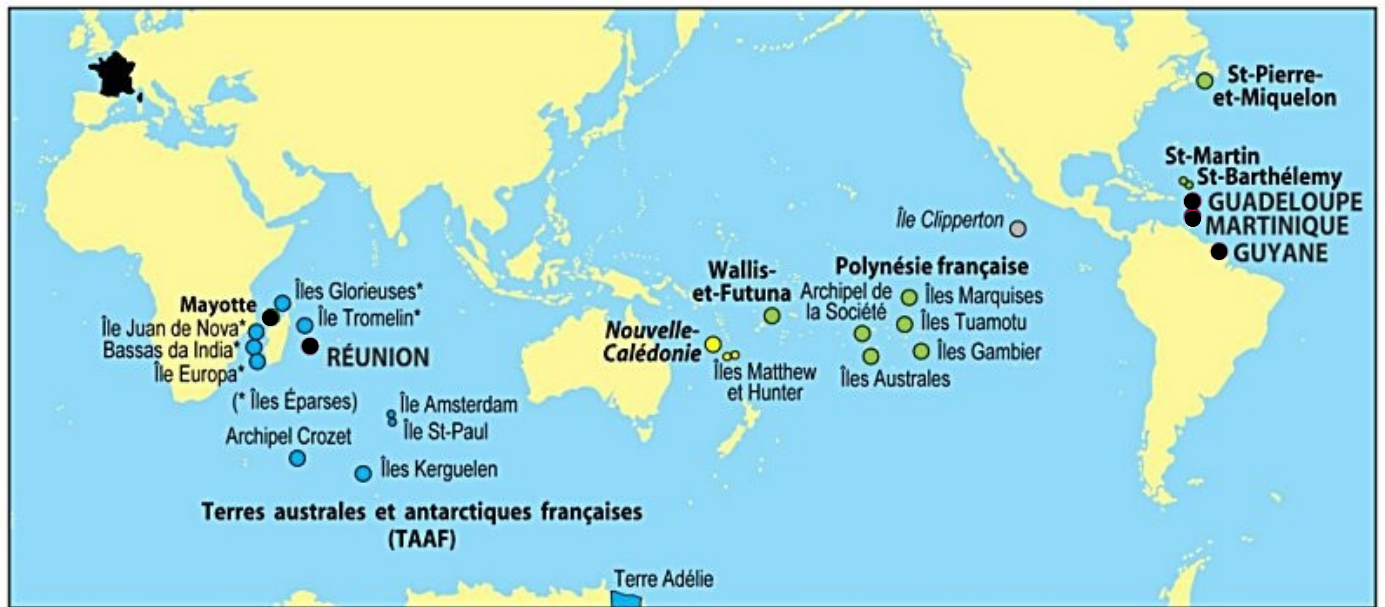 St-Pierre-
et-Miquelon
St-Martin
St-Barthélemy
GUADELOUPE
MARTINIQUE
GUYANE
Île Clipperton
Wallis-
et-Futuna
Polynésie française
Archipel de
la Société
Îles Marquises
Îles Tuamotu
Îles Gambier
Îles Australes
Nouvelle-
Calédonie
Îles Matthew
et Hunter
Îles Glorieuses*
Mayotte
Île Tromelin*
Île Juan de Nova*
Bassas da India*
Île Europa*
RÉUNION
(* Îles Éparses)
Île Amsterdam
Île St-Paul
Archipel Crozet
Îles Kerguelen
Terres australes et antarctiques françaises
(TAAF)
Terre Adélie